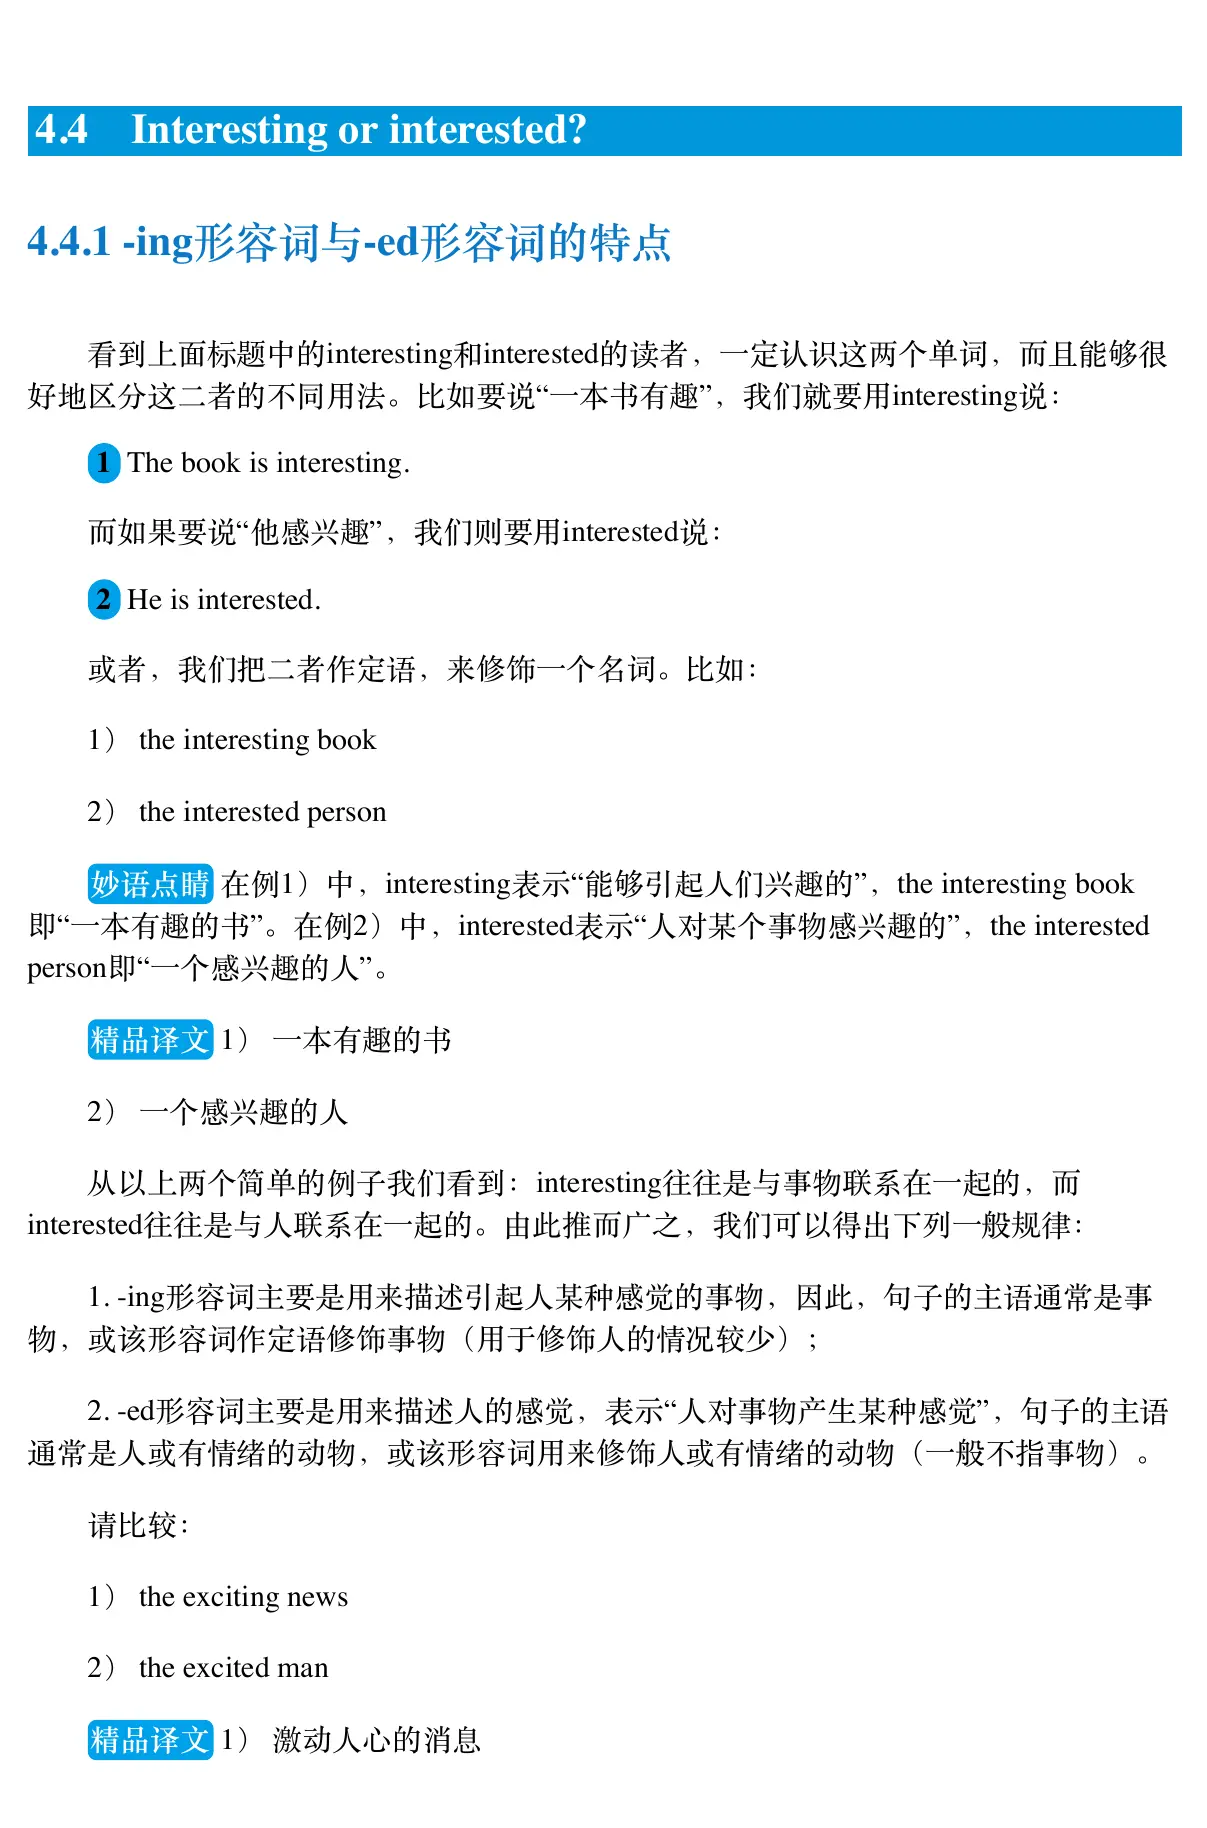 4.4 Interesting or interested?
4.4.1 -ing形容词与-ed形容词的特点
看到上面标题中的interesting和interested的读者，一定认识这两个单词，而且能够很
好地区分这二者的不同用法。比如要说“一本书有趣”，我们就要用interesting说：
1 The book is interesting.
而如果要说“他感兴趣”，我们则要用interested说：
2 He is interested.
或者，我们把二者作定语，来修饰一个名词。比如：
1） the interesting book
2） the interested person
妙语点睛 在例1）中，interesting表示“能够引起人们兴趣的”，the interesting book
即“一本有趣的书”。在例2）中，interested表示“人对某个事物感兴趣的”，the interested
person即“一个感兴趣的人”。
精品译文 1） 一本有趣的书
2） 一个感兴趣的人
从以上两个简单的例子我们看到：interesting往往是与事物联系在一起的，而
interested往往是与人联系在一起的。由此推而广之，我们可以得出下列一般规律：
1. -ing形容词主要是用来描述引起人某种感觉的事物，因此，句子的主语通常是事
物，或该形容词作定语修饰事物（用于修饰人的情况较少）；
2. -ed形容词主要是用来描述人的感觉，表示“人对事物产生某种感觉”，句子的主语
通常是人或有情绪的动物，或该形容词用来修饰人或有情绪的动物（一般不指事物）。
请比较：
1） the exciting news
2） the excited man
精品译文 1） 激动人心的消息